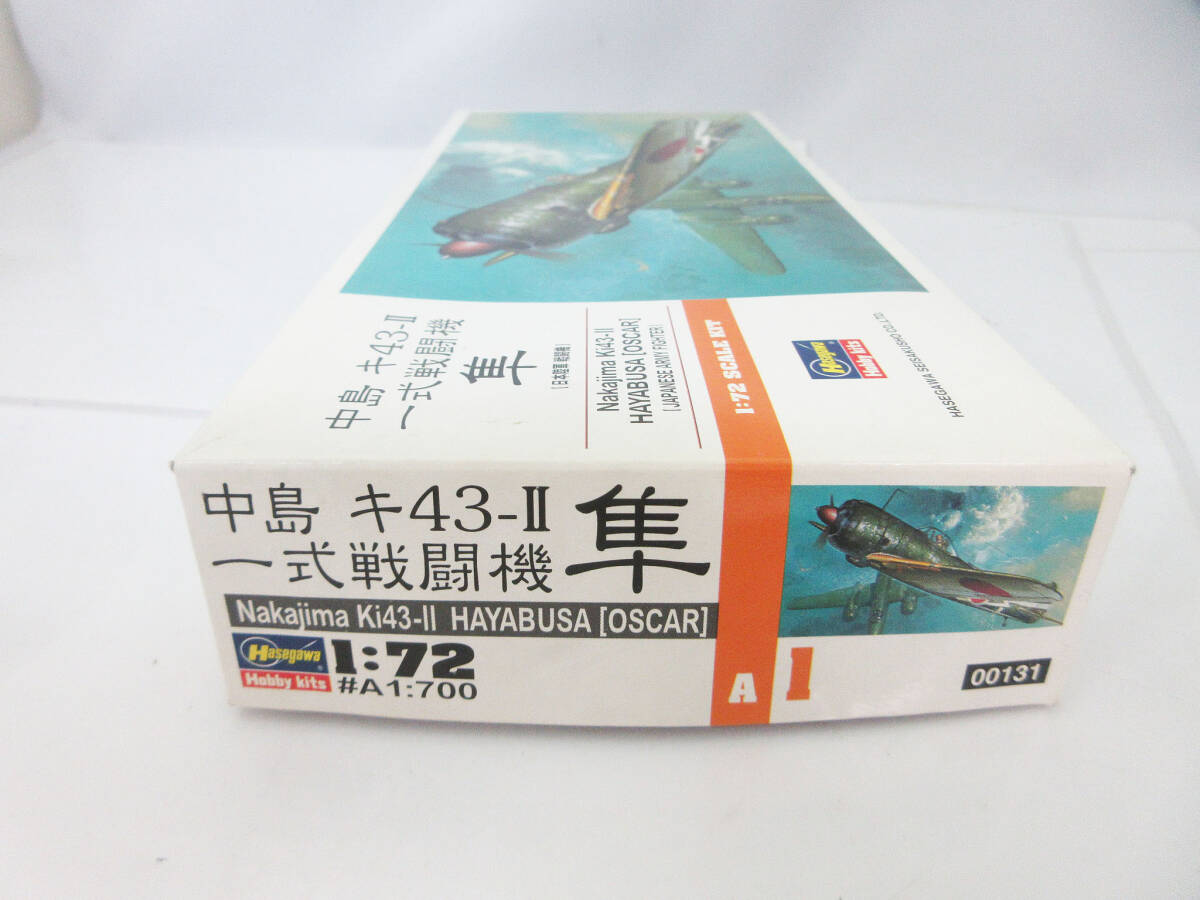 中島 キ43-II
一式戦闘機
隼
[日本陸軍 戦闘機]
Nakajima Ki43-II
HAYABUSA [OSCAR]
[JAPANESE ARMY FIGHTER]
1:72 SCALE KIT
Hasegawa
Hobby kits
HASEGAWA SEISAKUSHO CO.,LTD.
中島 キ43-II
一式戦闘機 隼
Nakajima Ki43-II HAYABUSA [OSCAR]
Hasegawa
Hobby kits
1:72
#A1:700
A 1
00131